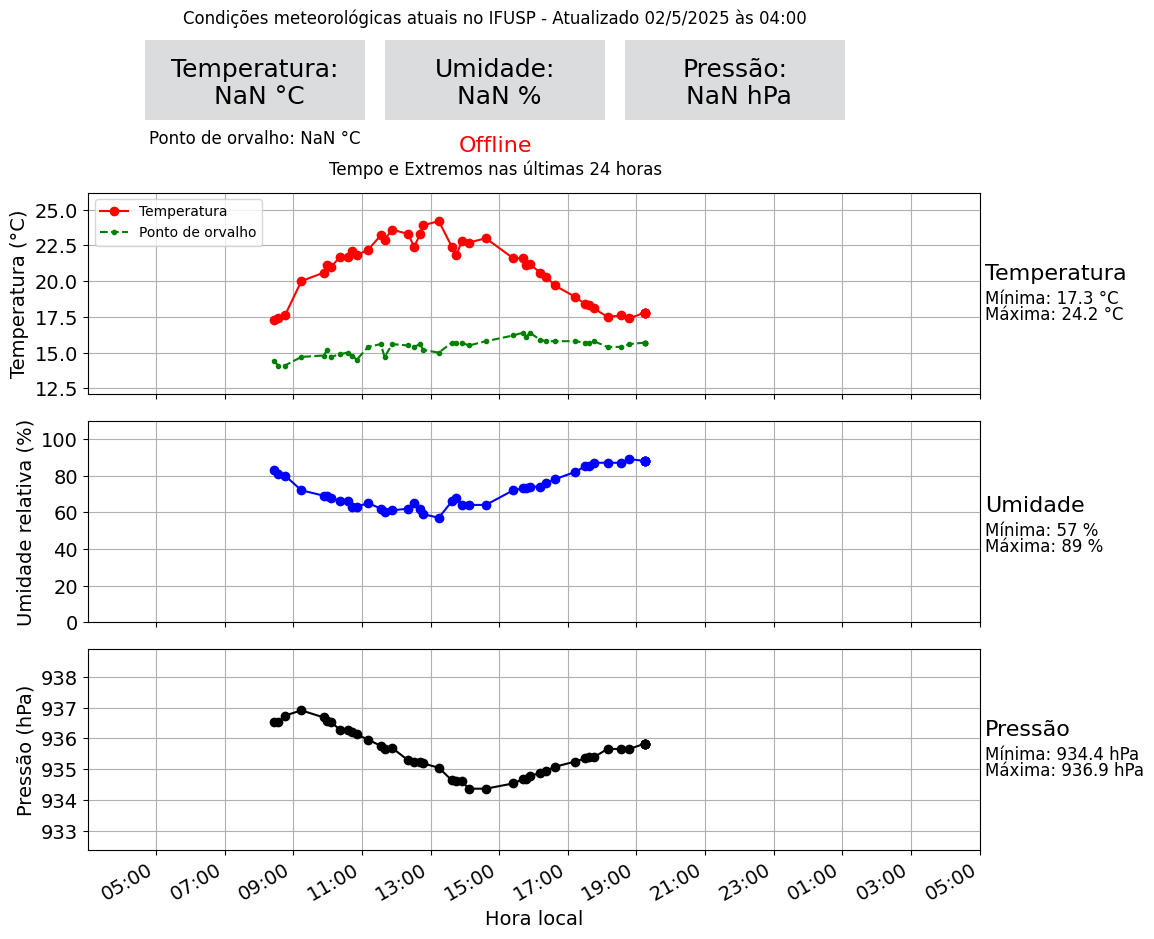 Condições meteorológicas atuais no IFUSP - Atualizado 02/5/2025 às 04:00
Temperatura:
NaN °C
Umidade:
NaN %
Pressão:
NaN hPa
Ponto de orvalho: NaN °C
Offline
Tempo e Extremos nas últimas 24 horas
Temperatura (°C)
25.0
22.5
20.0
17.5
15.0
12.5
Temperatura
Ponto de orvalho
Temperatura
Mínima: 17.3 °C
Máxima: 24.2 °C
Umidade relativa (%)
100
80
60
40
20
0
Umidade
Mínima: 57 %
Máxima: 89 %
Pressão (hPa)
938
937
936
935
934
933
Pressão
Mínima: 934.4 hPa
Máxima: 936.9 hPa
05:00
07:00
09:00
11:00
13:00
15:00
17:00
19:00
21:00
23:00
01:00
03:00
05:00
Hora local